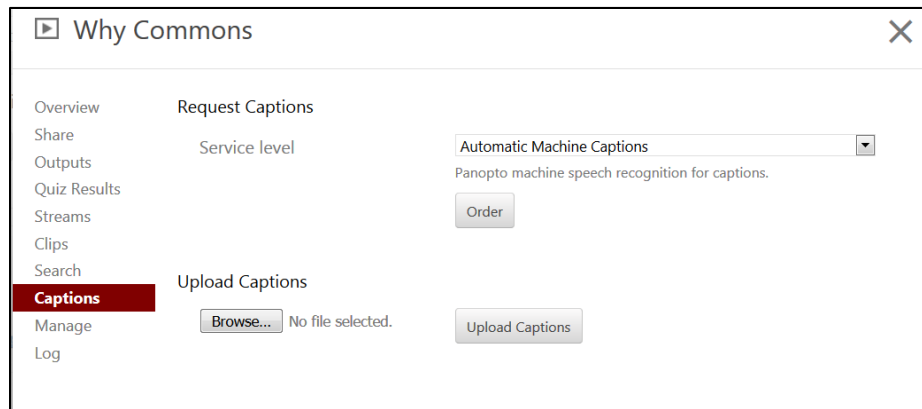 Why Commons
Overview
Share
Outputs
Quiz Results
Streams
Clips
Search
Captions
Manage
Log
Request Captions
Service level
Automatic Machine Captions
Panopto machine speech recognition for captions.
Order
Upload Captions
Browse... No file selected.
Upload Captions